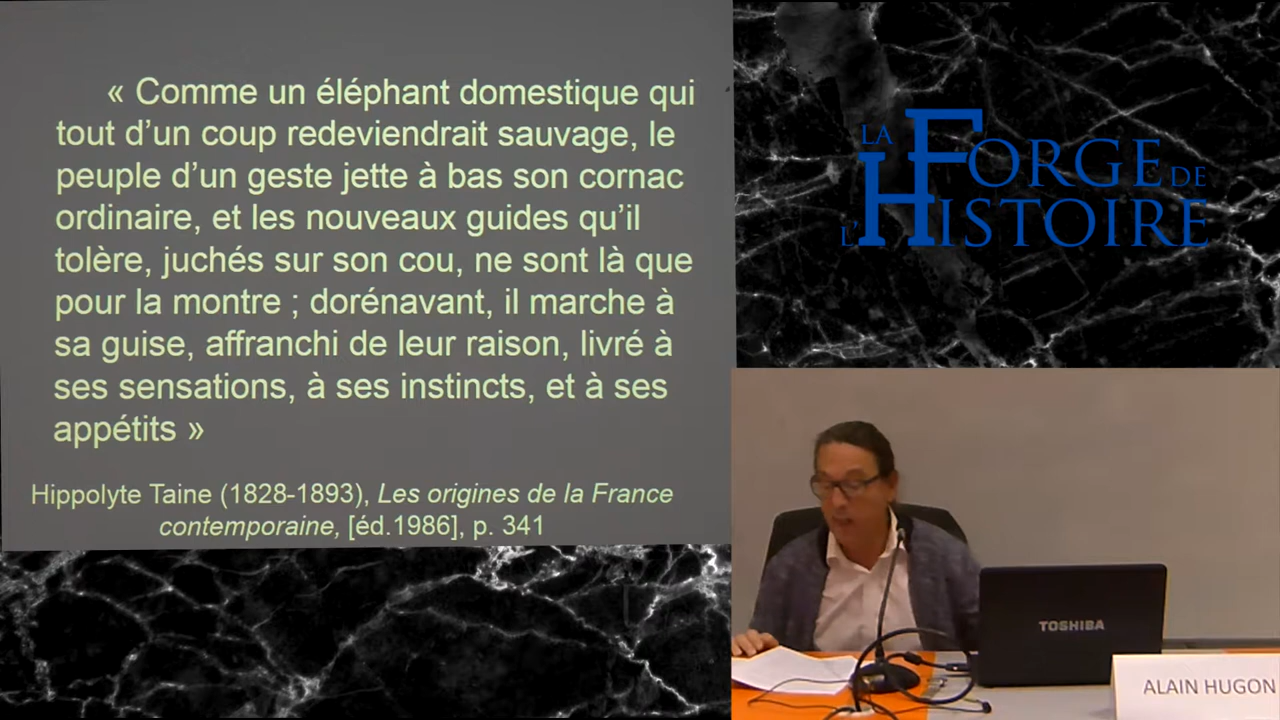 « Comme un éléphant domestique qui
tout d’un coup redeviendrait sauvage, le
peuple d’un geste jette à bas son cornac
ordinaire, et les nouveaux guides qu’il
tolère, juchés sur son cou, ne sont là que
pour la montre ; dorénavant, il marche à
sa guise, affranchi de leur raison, livré à
ses sensations, à ses instincts, et à ses
appétits »
Hippolyte Taine (1828-1893), Les origines de la France
contemporaine, [éd.1986], p. 341
LA FORGE DE
L’HISTOIRE
TOSHIBA
ALAIN HUGON